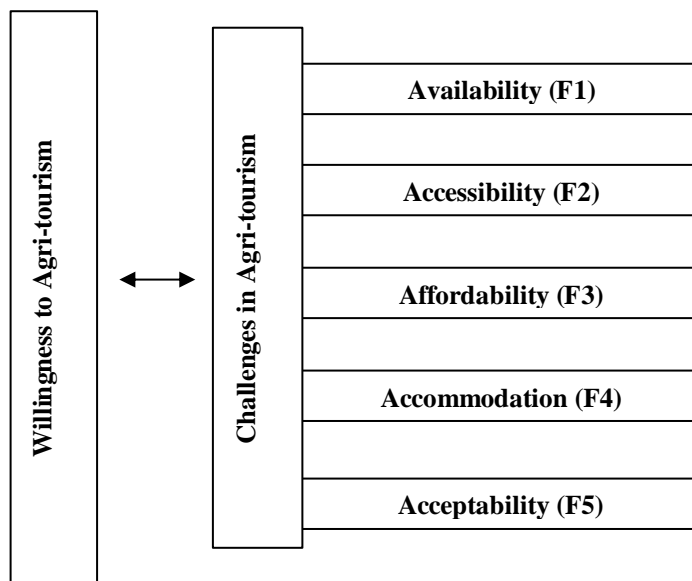 Willingness to Agri-tourism
Challenges in Agri-tourism
Availability (F1)
Accessibility (F2)
Affordability (F3)
Accommodation (F4)
Acceptability (F5)